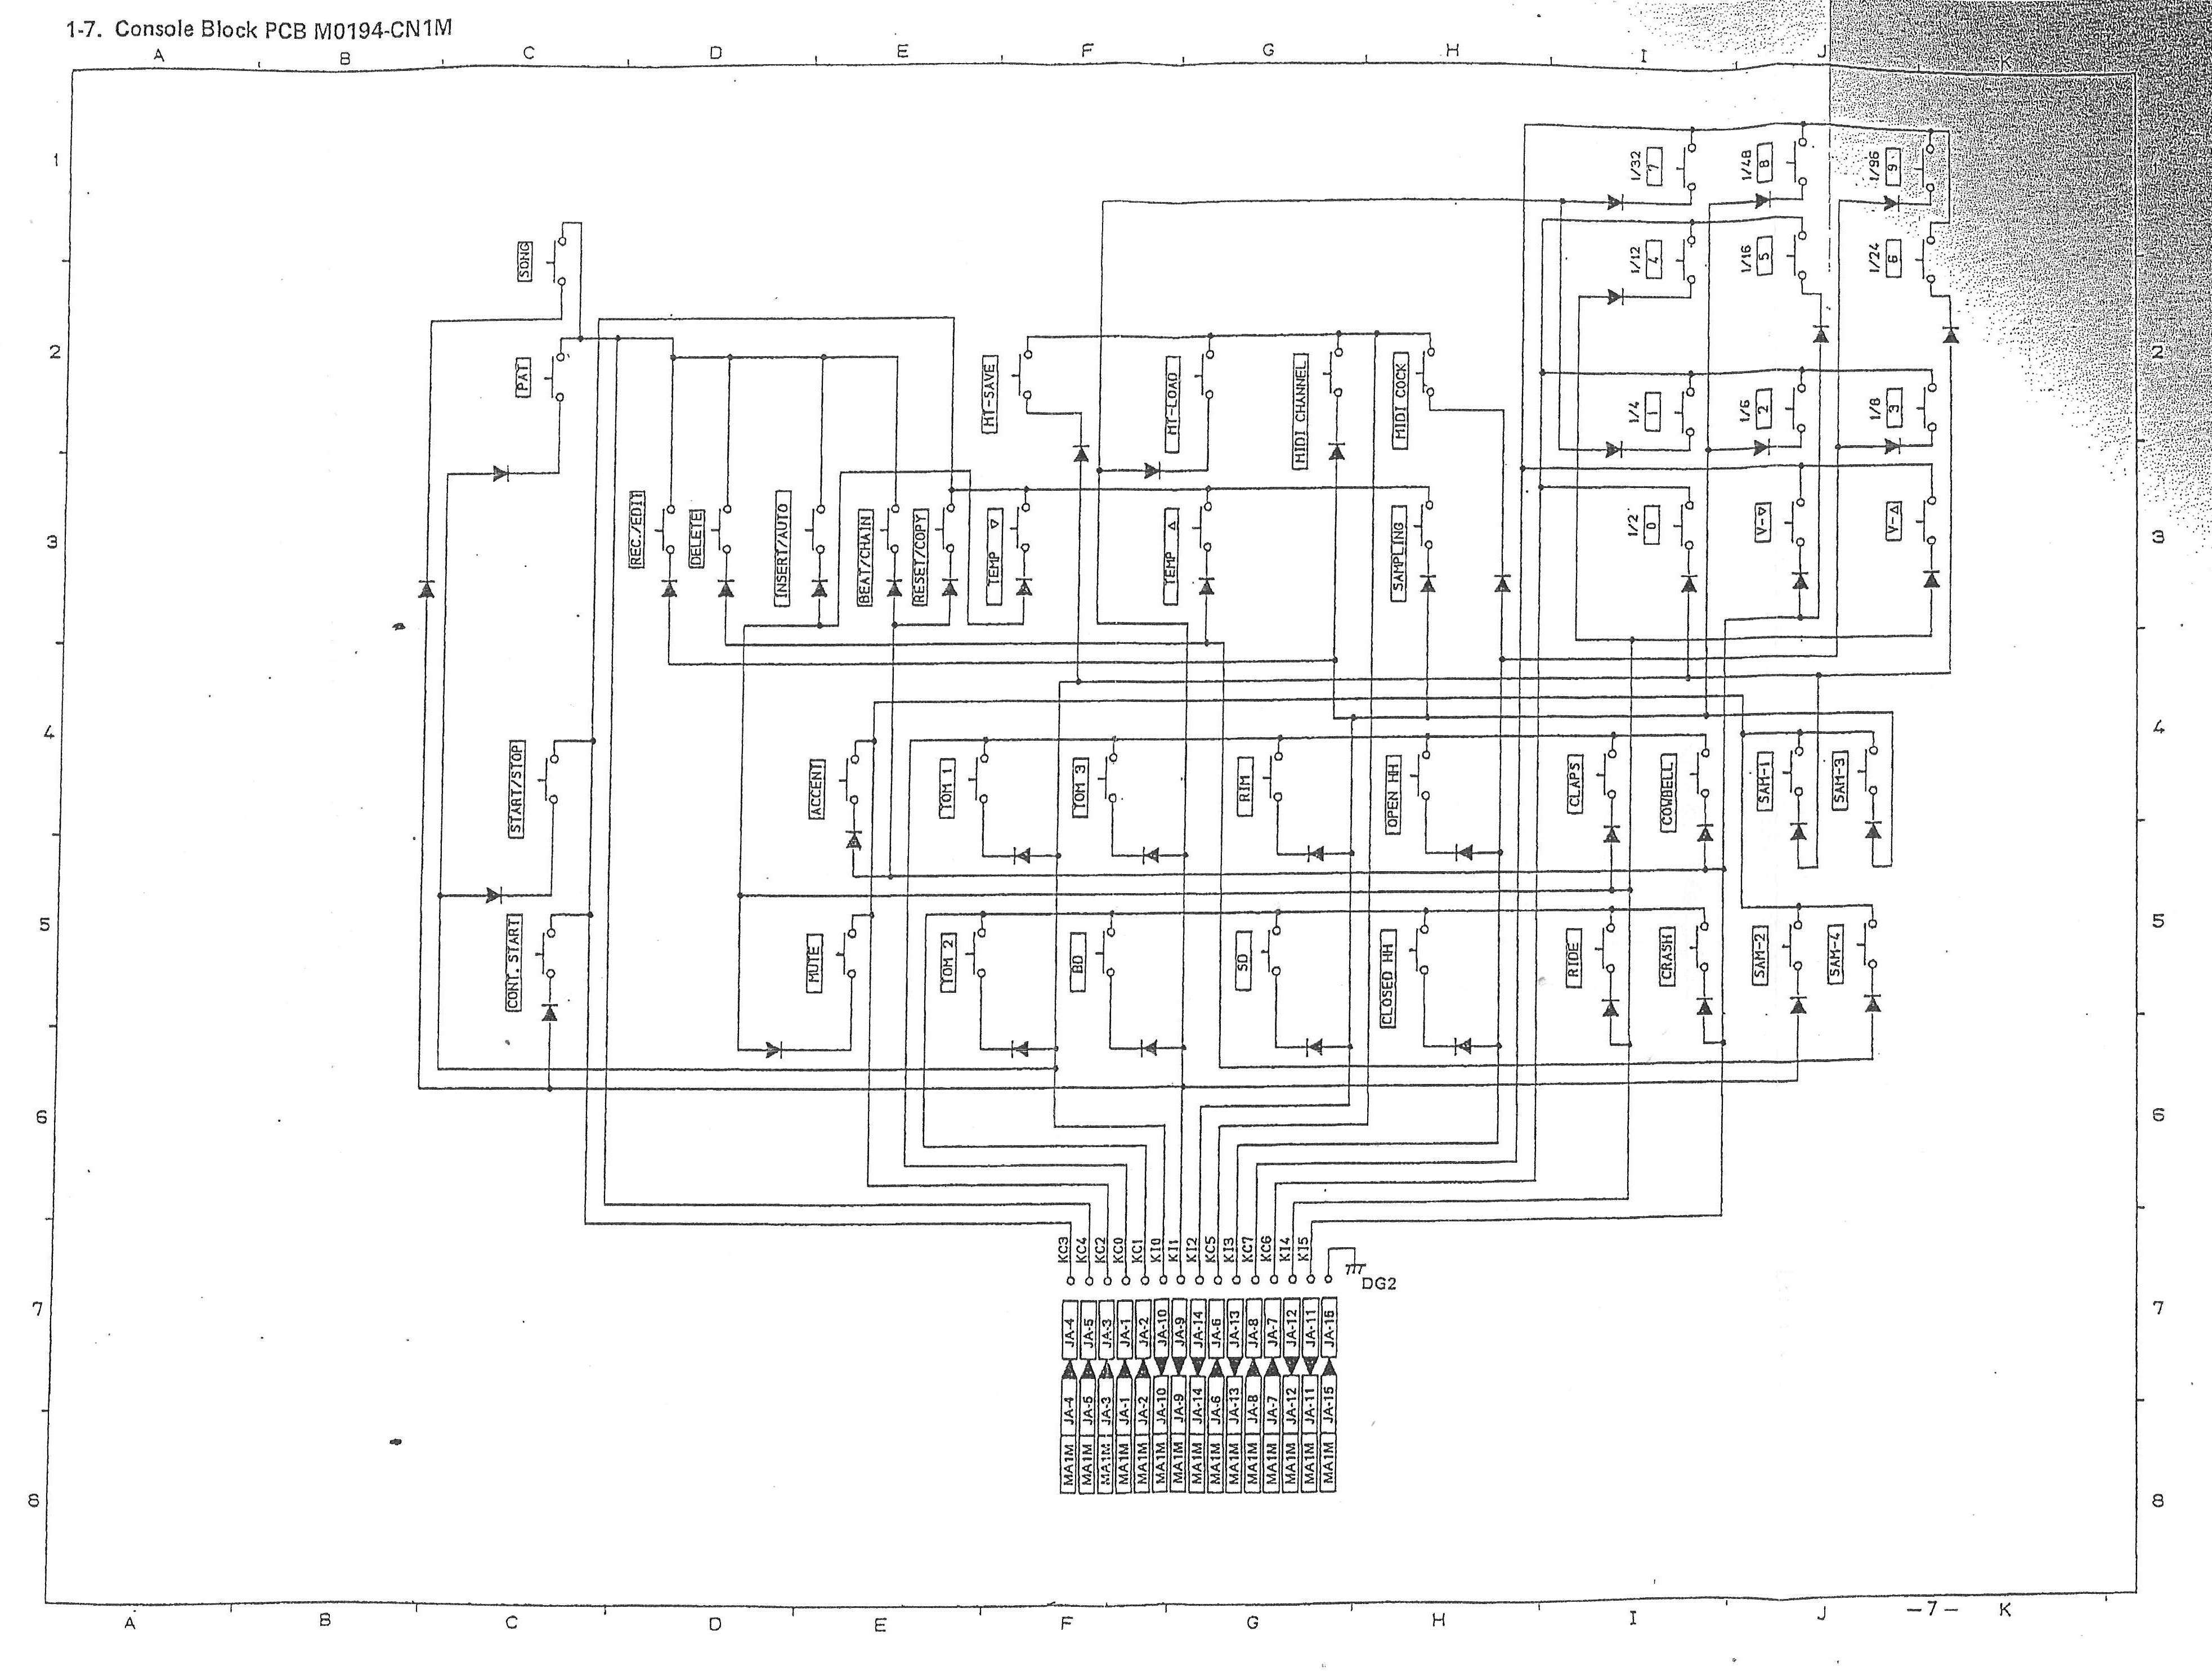 1-7. Console Block PCB M0194-CN1M
A B C D E F G H I J K
1
1/32
7
1/48
8
1/96
9
SONG
1/12
4
1/16
5
1/24
6
2
2
PAT
MT-SAVE
MT-LOAD
MIDI CHANNEL
MIDI COCK
1/4
1
1/6
2
1/8
3
3
3
REC./EDIT
DELETE
INSERT/AUTO
BEAT/CHAIN
RESET/COPY
TEMP ▽
TEMP △
SAMPLING
1/2
0
V-▽
V-△
4
4
START/STOP
ACCENT
TOM 1
TOM 3
RIM
OPEN HH
CLAPS
COWBELL
SAM-1
SAM-3
5
5
CONT. START
MUTE
TOM 2
BD
SD
CLOSED HH
RIDE
CRASH
SAM-2
SAM-4
6
6
KC3
KC4
KC2
KC0
KC1
KI0
KI1
KI2
KC5
KI3
KC7
KC6
KI4
KI5
DG2
7
7
JA-4
JA-5
JA-3
JA-1
JA-2
JA-10
JA-9
JA-14
JA-6
JA-13
JA-8
JA-7
JA-12
JA-11
JA-15
MA1M JA-4
MA1M JA-5
MA1M JA-3
MA1M JA-1
MA1M JA-2
MA1M JA-10
MA1M JA-9
MA1M JA-14
MA1M JA-6
MA1M JA-13
MA1M JA-8
MA1M JA-7
MA1M JA-12
MA1M JA-11
MA1M JA-15
8
8
A B C D E F G H I J K
-7-